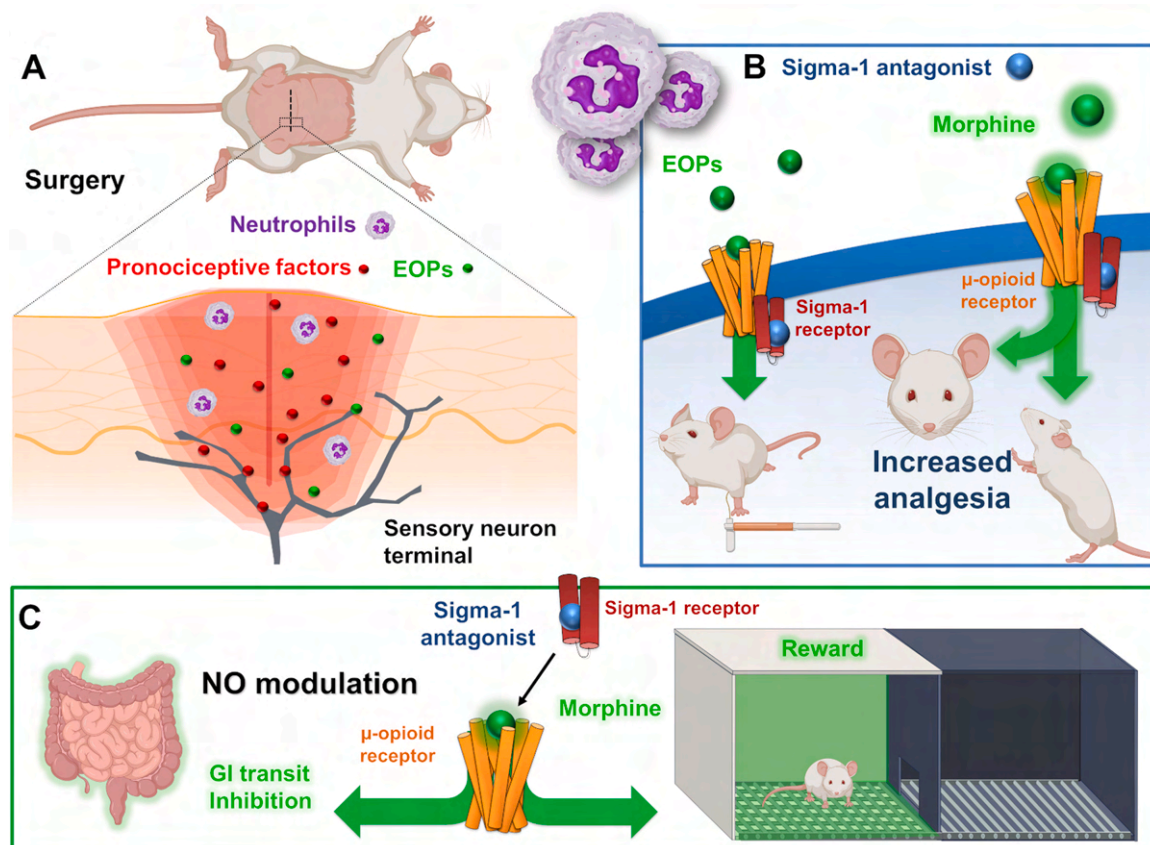 A
Surgery
Neutrophils
Pronociceptive factors
EOPs
Sensory neuron
terminal
B
Sigma-1 antagonist
Morphine
EOPs
μ-opioid
receptor
Sigma-1
receptor
Increased
analgesia
C
Sigma-1
antagonist
Sigma-1 receptor
NO modulation
Morphine
μ-opioid
receptor
GI transit
Inhibition
Reward